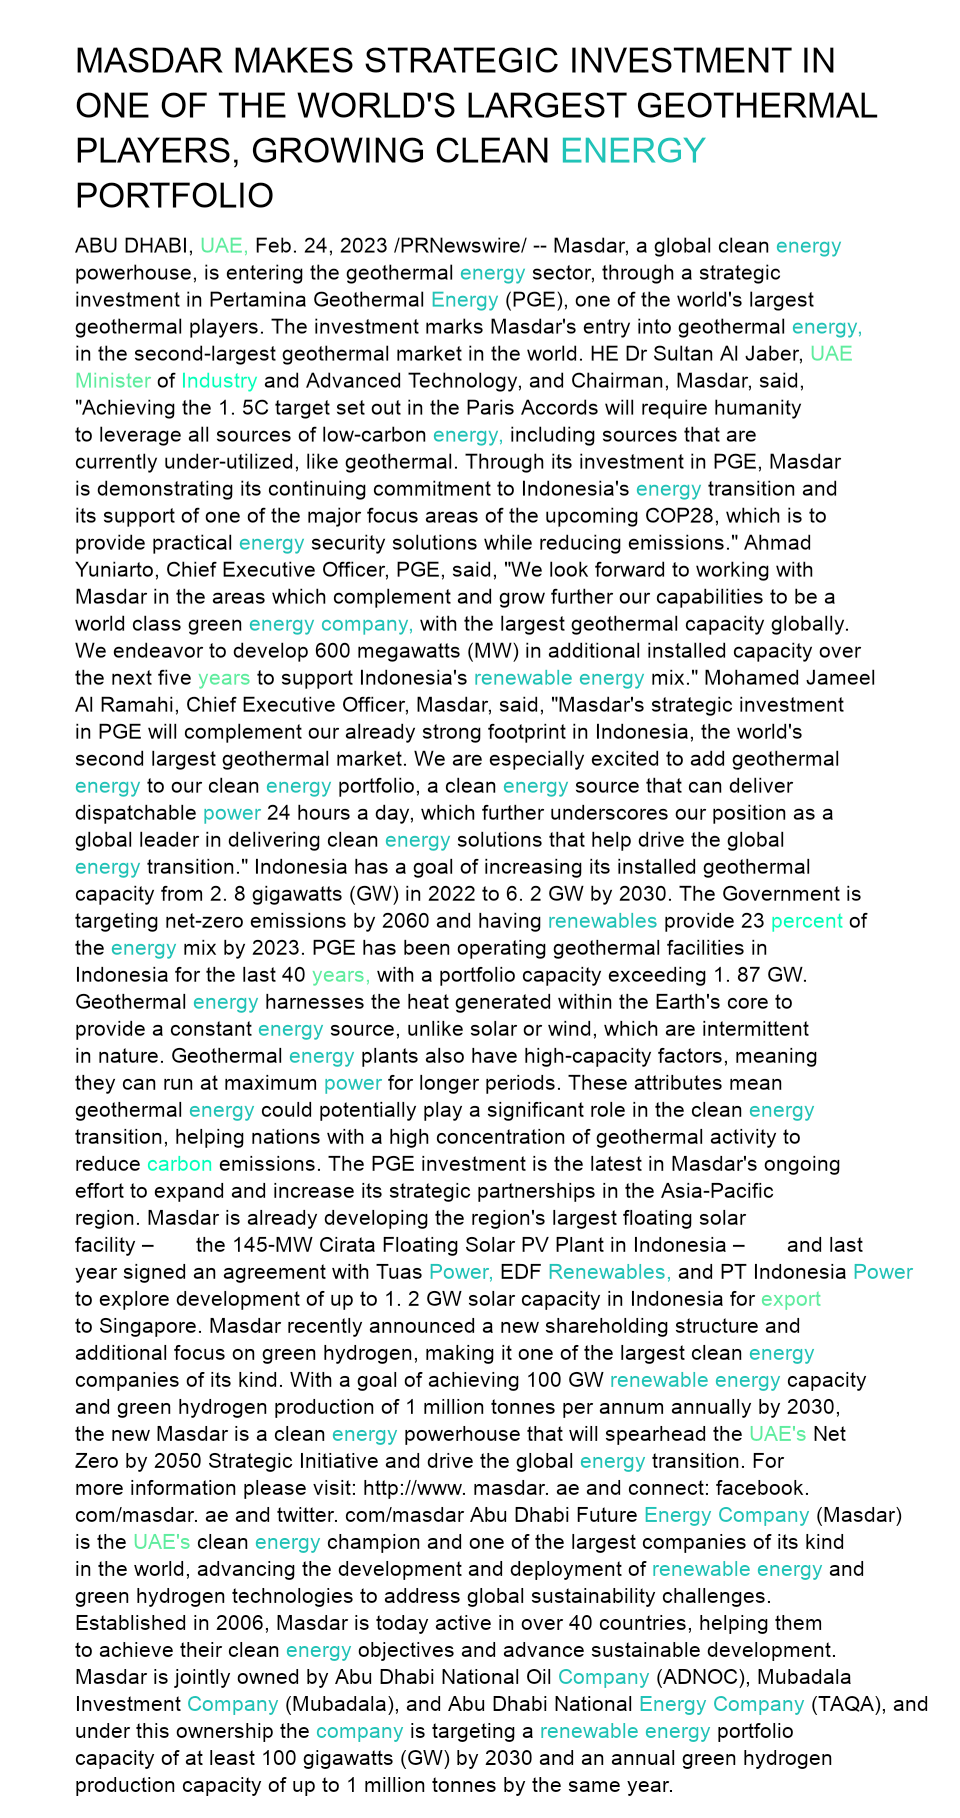 MASDAR MAKES STRATEGIC INVESTMENT IN
ONE OF THE WORLD'S LARGEST GEOTHERMAL
PLAYERS, GROWING CLEAN ENERGY
PORTFOLIO
ABU DHABI, UAE, Feb. 24, 2023 /PRNewswire/ -- Masdar, a global clean energy
powerhouse, is entering the geothermal energy sector, through a strategic
investment in Pertamina Geothermal Energy (PGE), one of the world's largest
geothermal players. The investment marks Masdar's entry into geothermal energy,
in the second-largest geothermal market in the world. HE Dr Sultan Al Jaber, UAE
Minister of Industry and Advanced Technology, and Chairman, Masdar, said,
"Achieving the 1. 5C target set out in the Paris Accords will require humanity
to leverage all sources of low-carbon energy, including sources that are
currently under-utilized, like geothermal. Through its investment in PGE, Masdar
is demonstrating its continuing commitment to Indonesia's energy transition and
its support of one of the major focus areas of the upcoming COP28, which is to
provide practical energy security solutions while reducing emissions." Ahmad
Yuniarto, Chief Executive Officer, PGE, said, "We look forward to working with
Masdar in the areas which complement and grow further our capabilities to be a
world class green energy company, with the largest geothermal capacity globally.
We endeavor to develop 600 megawatts (MW) in additional installed capacity over
the next five years to support Indonesia's renewable energy mix." Mohamed Jameel
Al Ramahi, Chief Executive Officer, Masdar, said, "Masdar's strategic investment
in PGE will complement our already strong footprint in Indonesia, the world's
second largest geothermal market. We are especially excited to add geothermal
energy to our clean energy portfolio, a clean energy source that can deliver
dispatchable power 24 hours a day, which further underscores our position as a
global leader in delivering clean energy solutions that help drive the global
energy transition." Indonesia has a goal of increasing its installed geothermal
capacity from 2. 8 gigawatts (GW) in 2022 to 6. 2 GW by 2030. The Government is
targeting net-zero emissions by 2060 and having renewables provide 23 percent of
the energy mix by 2023. PGE has been operating geothermal facilities in
Indonesia for the last 40 years, with a portfolio capacity exceeding 1. 87 GW.
Geothermal energy harnesses the heat generated within the Earth's core to
provide a constant energy source, unlike solar or wind, which are intermittent
in nature. Geothermal energy plants also have high-capacity factors, meaning
they can run at maximum power for longer periods. These attributes mean
geothermal energy could potentially play a significant role in the clean energy
transition, helping nations with a high concentration of geothermal activity to
reduce carbon emissions. The PGE investment is the latest in Masdar's ongoing
effort to expand and increase its strategic partnerships in the Asia-Pacific
region. Masdar is already developing the region's largest floating solar
facility – the 145-MW Cirata Floating Solar PV Plant in Indonesia – and last
year signed an agreement with Tuas Power, EDF Renewables, and PT Indonesia Power
to explore development of up to 1. 2 GW solar capacity in Indonesia for export
to Singapore. Masdar recently announced a new shareholding structure and
additional focus on green hydrogen, making it one of the largest clean energy
companies of its kind. With a goal of achieving 100 GW renewable energy capacity
and green hydrogen production of 1 million tonnes per annum annually by 2030,
the new Masdar is a clean energy powerhouse that will spearhead the UAE's Net
Zero by 2050 Strategic Initiative and drive the global energy transition. For
more information please visit: http://www. masdar. ae and connect: facebook.
com/masdar. ae and twitter. com/masdar Abu Dhabi Future Energy Company (Masdar)
is the UAE's clean energy champion and one of the largest companies of its kind
in the world, advancing the development and deployment of renewable energy and
green hydrogen technologies to address global sustainability challenges.
Established in 2006, Masdar is today active in over 40 countries, helping them
to achieve their clean energy objectives and advance sustainable development.
Masdar is jointly owned by Abu Dhabi National Oil Company (ADNOC), Mubadala
Investment Company (Mubadala), and Abu Dhabi National Energy Company (TAQA), and
under this ownership the company is targeting a renewable energy portfolio
capacity of at least 100 gigawatts (GW) by 2030 and an annual green hydrogen
production capacity of up to 1 million tonnes by the same year.